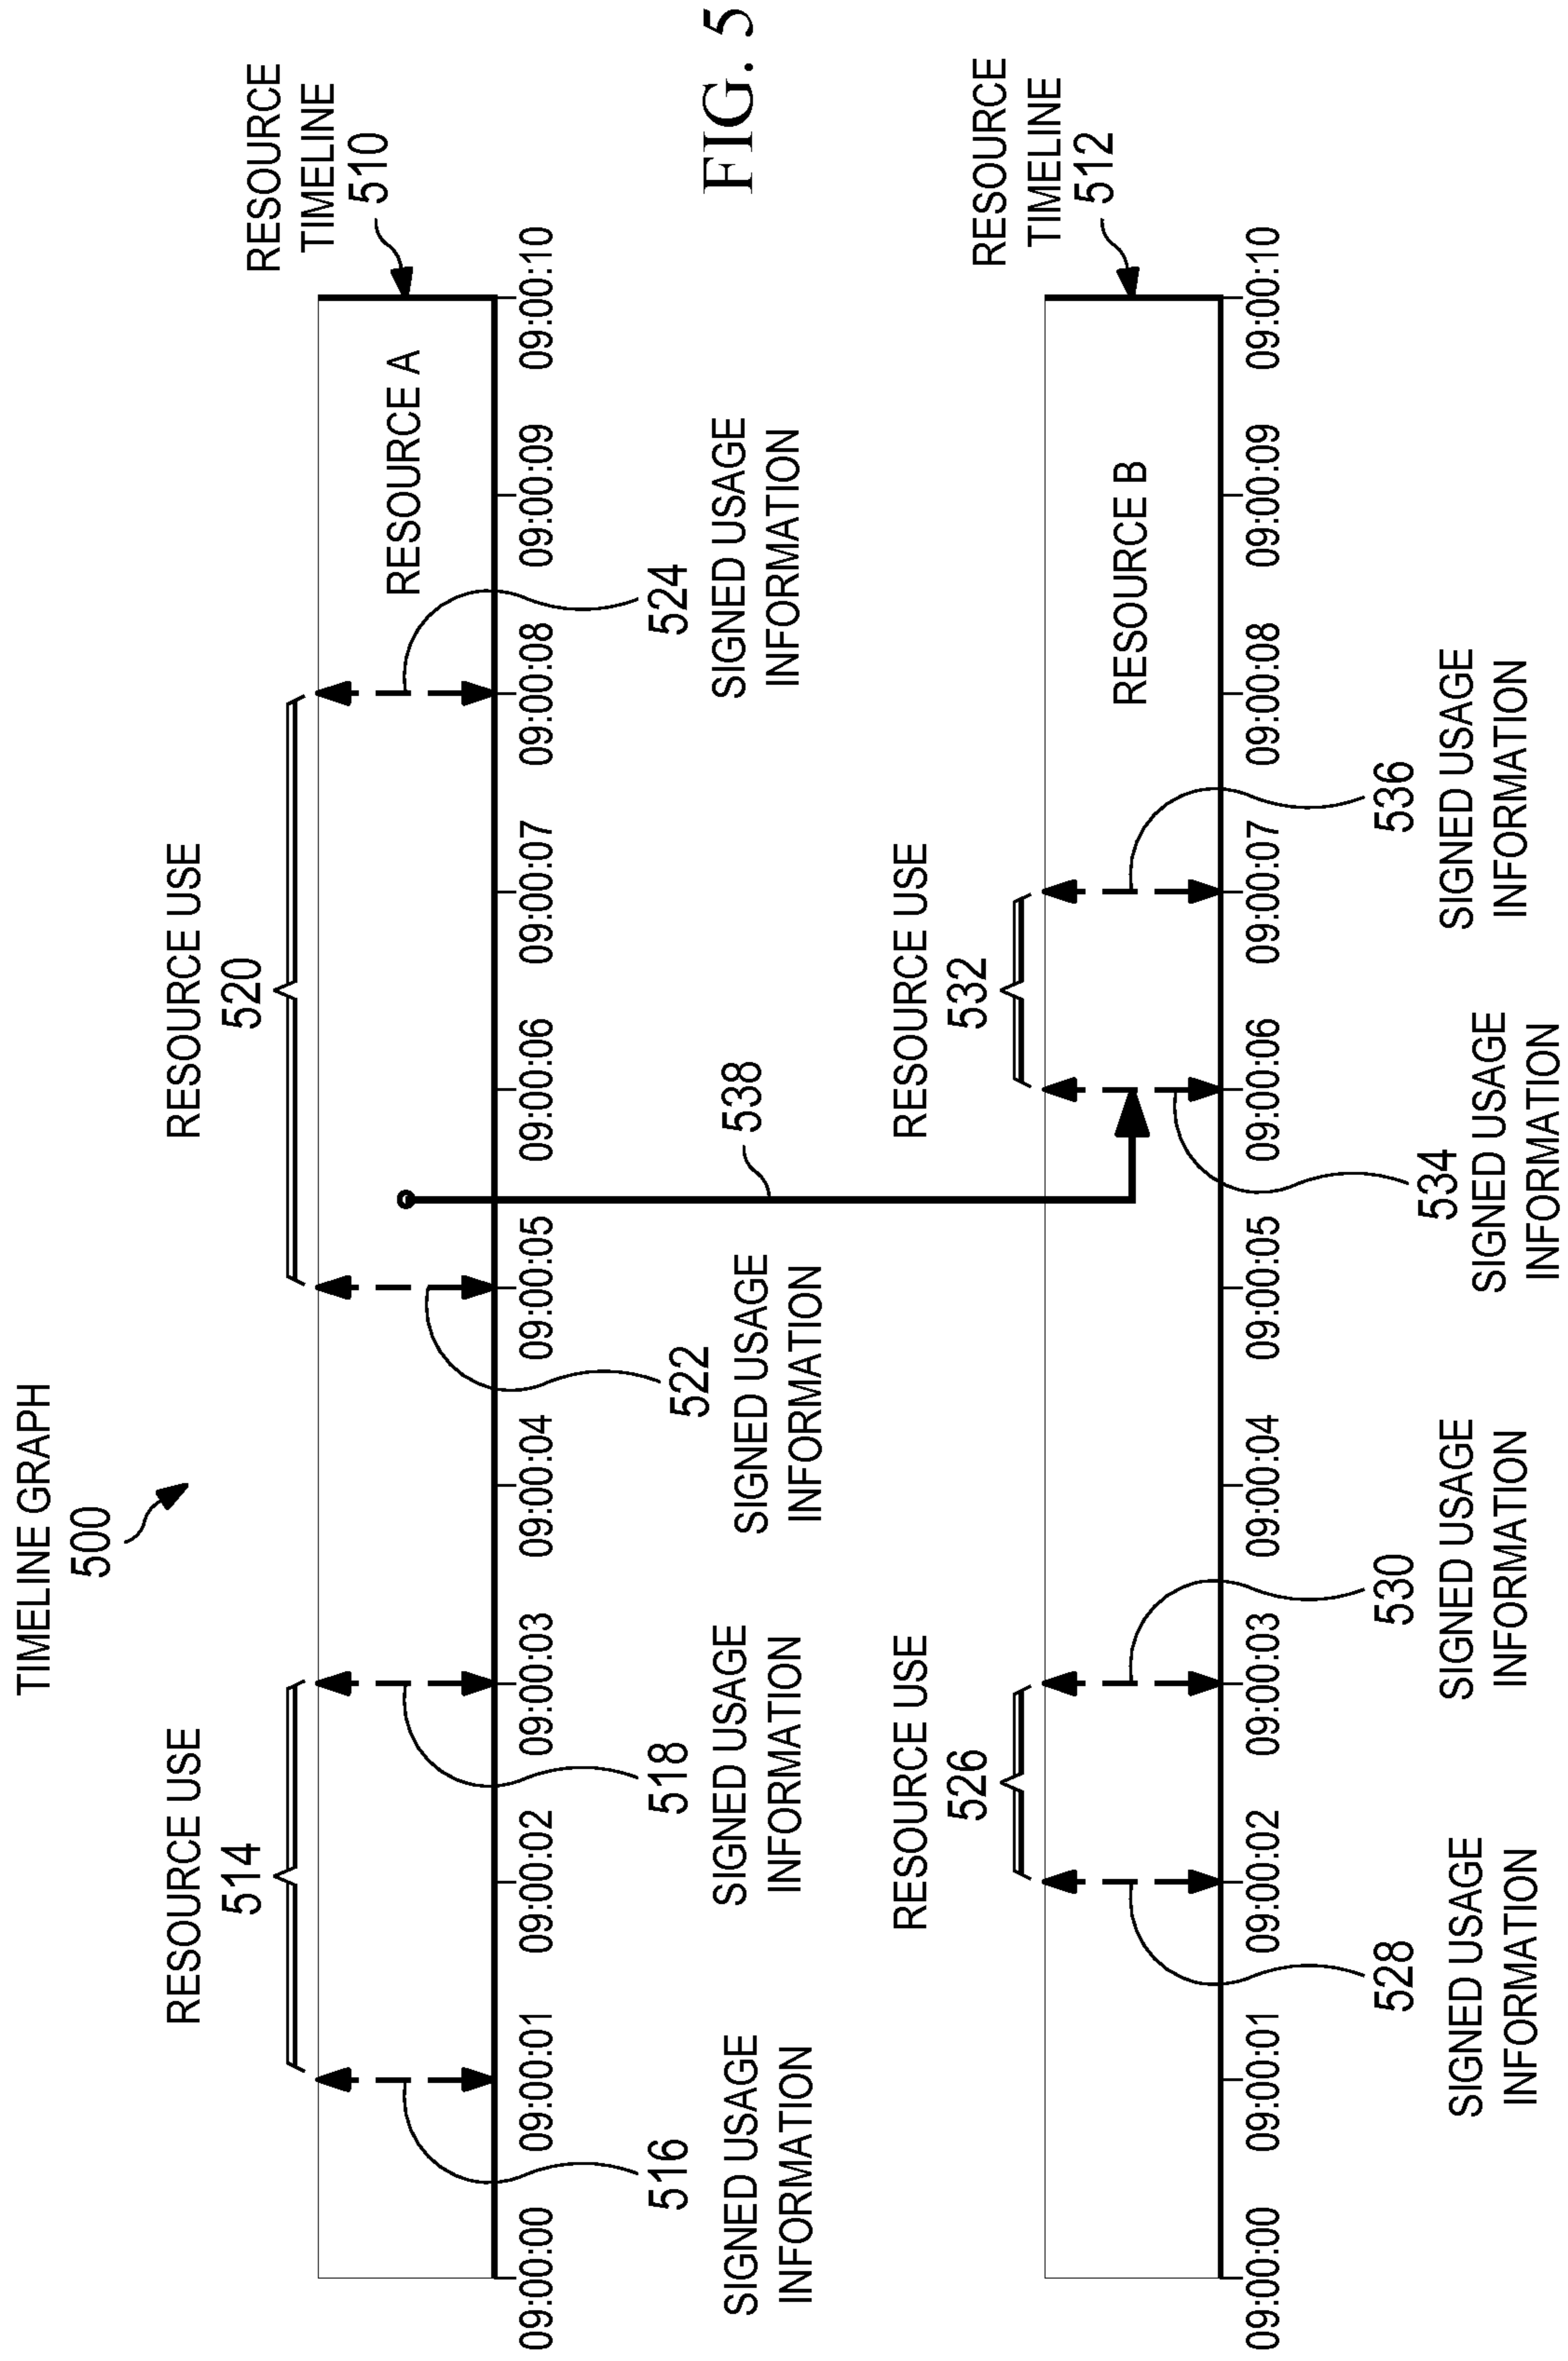 TIMELINE GRAPH
500
RESOURCE USE
514
RESOURCE USE
520
RESOURCE
TIMELINE
510
RESOURCE A
09:00:00
09:00:01
09:00:02
09:00:03
09:00:04
09:00:05
09:00:06
09:00:07
09:00:08
09:00:09
09:00:10
516
SIGNED USAGE
INFORMATION
518
SIGNED USAGE
INFORMATION
522
SIGNED USAGE
INFORMATION
538
524
SIGNED USAGE
INFORMATION
FIG. 5
RESOURCE USE
526
RESOURCE USE
532
RESOURCE
TIMELINE
512
RESOURCE B
09:00:00
09:00:01
09:00:02
09:00:03
09:00:04
09:00:05
09:00:06
09:00:07
09:00:08
09:00:09
09:00:10
528
SIGNED USAGE
INFORMATION
530
SIGNED USAGE
INFORMATION
534
SIGNED USAGE
INFORMATION
536
SIGNED USAGE
INFORMATION